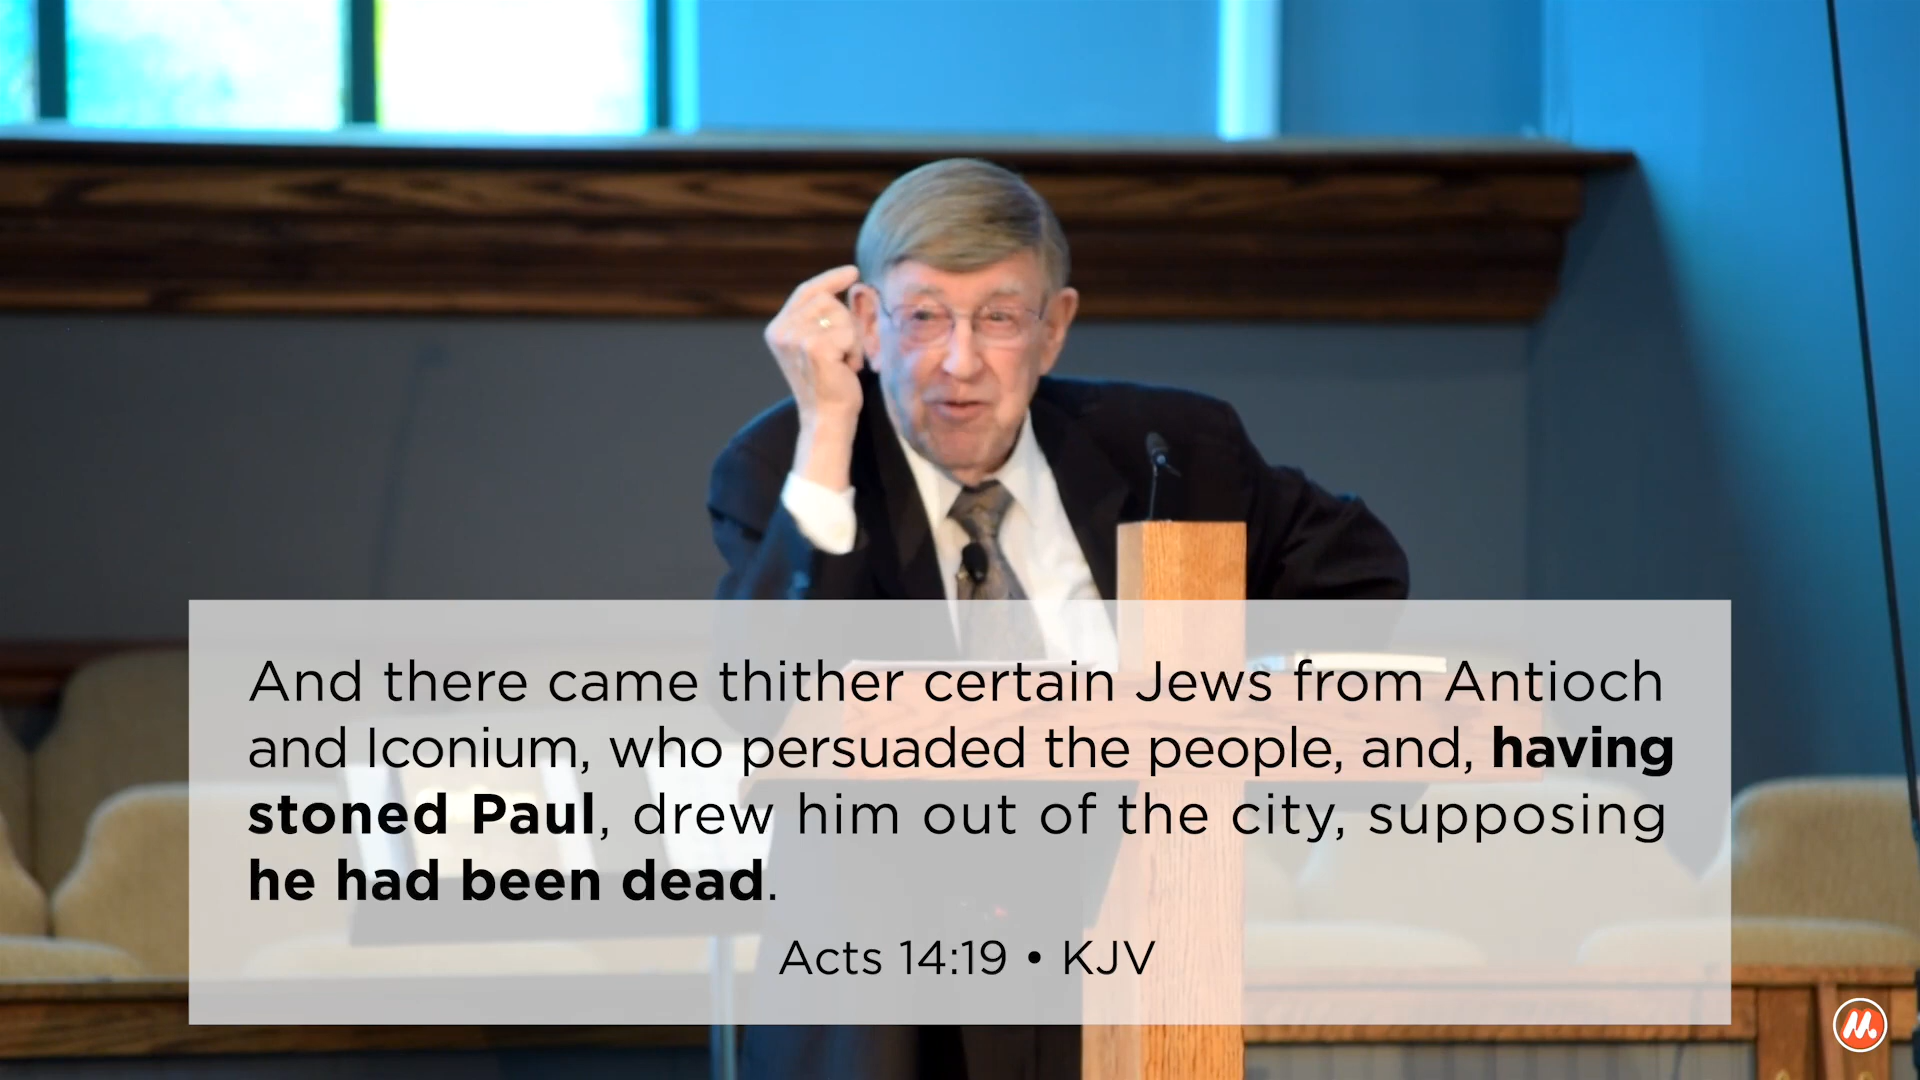 And there came thither certain Jews from Antioch
and Iconium, who persuaded the people, and, having
stoned Paul, drew him out of the city, supposing
he had been dead.
Acts 14:19 • KJV
M